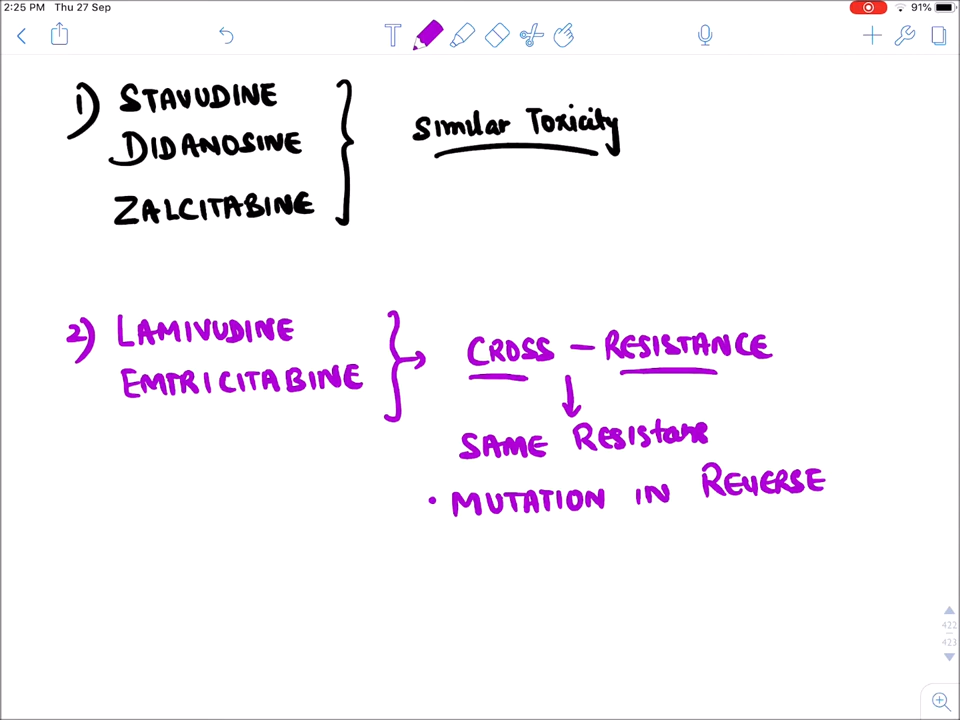 2:25 PM Thu 27 Sep
91%
T
1) STAVUDINE
DIDANOSINE
ZALCITABINE
Similar Toxicity
2) LAMIVUDINE
EMTRICITABINE
CROSS - RESISTANCE
SAME
• MUTATION IN REVERSE
422
423